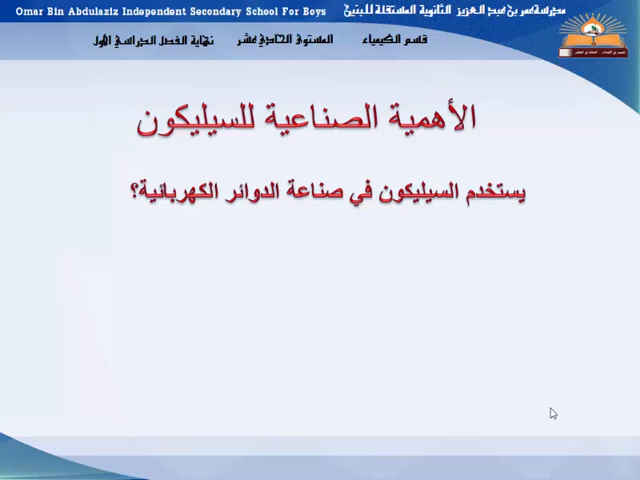 Omar Bin Abdulaziz Independent Secondary School For Boys
مدرسة عمر بن عبد العزيز الثانوية المستقلة للبنين
قسم الكيمياء المستوى الحادي عشر نهاية الفصل الدراسي الأول
الأهمية الصناعية للسيليكون
يستخدم السيليكون في صناعة الدوائر الكهربائية؟